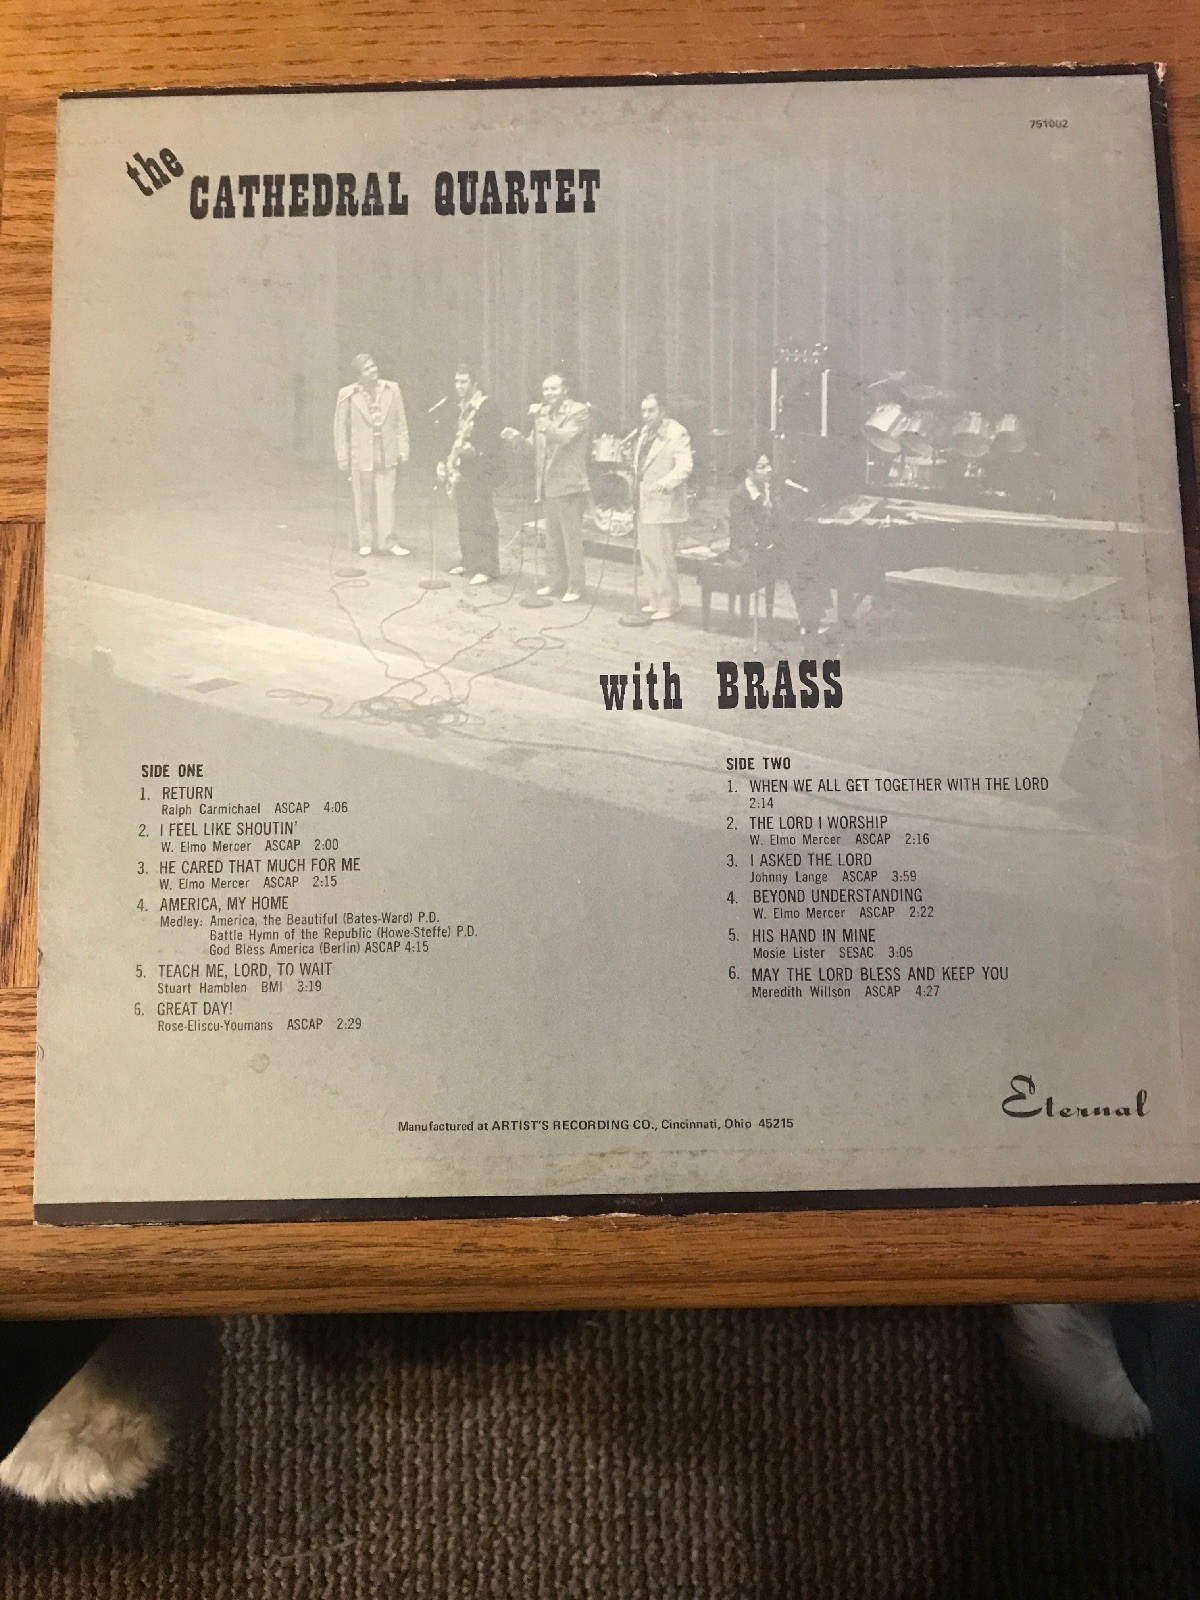 751002
the
CATHEDRAL QUARTET
with BRASS
SIDE ONE
1. RETURN
Ralph Carmichael ASCAP 4:06
2. I FEEL LIKE SHOUTIN'
W. Elmo Mercer ASCAP 2:00
3. HE CARED THAT MUCH FOR ME
W. Elmo Mercer ASCAP 2:15
4. AMERICA, MY HOME
Medley: America, the Beautiful (Bates-Ward) P.D.
Battle Hymn of the Republic (Howe-Steffe) P.D.
God Bless America (Berlin) ASCAP 4:15
5. TEACH ME, LORD, TO WAIT
Stuart Hamblen BMI 3:19
6. GREAT DAY!
Rose-Eliscu-Youmans ASCAP 2:29
SIDE TWO
1. WHEN WE ALL GET TOGETHER WITH THE LORD
2:14
2. THE LORD I WORSHIP
W. Elmo Mercer ASCAP 2:16
3. I ASKED THE LORD
Johnny Lange ASCAP 3:59
4. BEYOND UNDERSTANDING
W. Elmo Mercer ASCAP 2:22
5. HIS HAND IN MINE
Mosie Lister SESAC 3:05
6. MAY THE LORD BLESS AND KEEP YOU
Meredith Willson ASCAP 4:27
Eternal
Manufactured at ARTIST'S RECORDING CO., Cincinnati, Ohio 45215